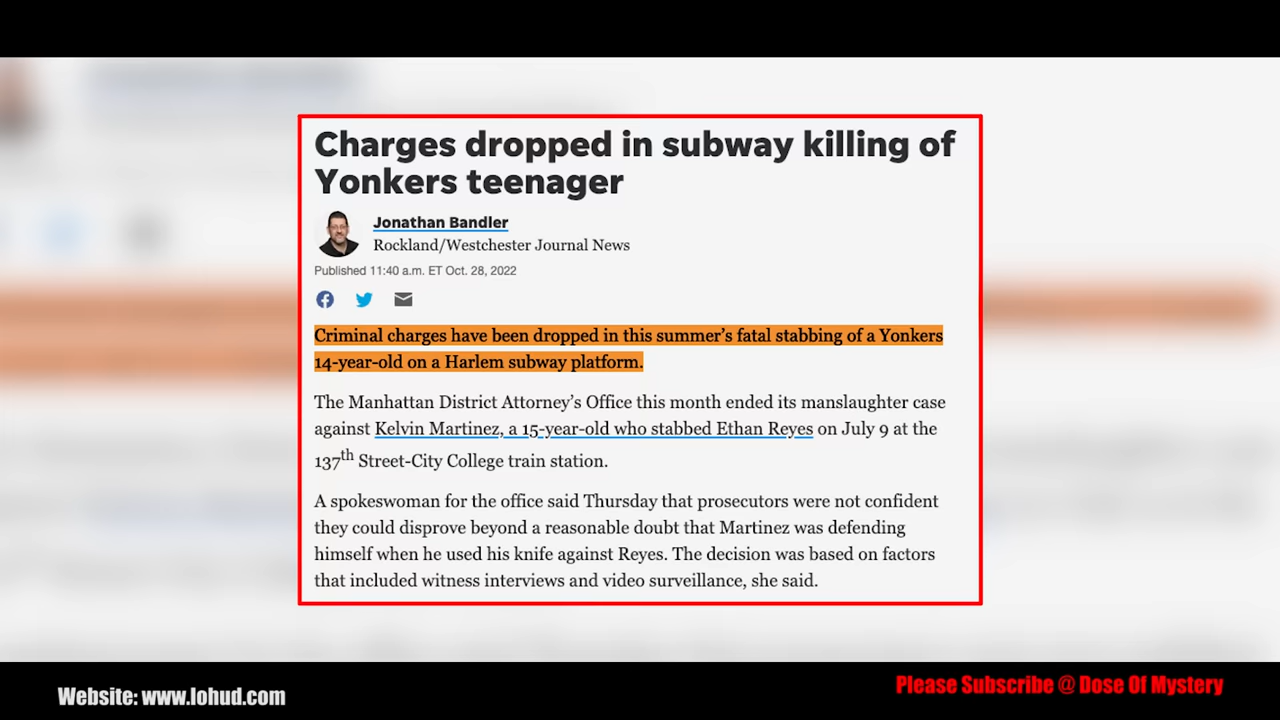 Charges dropped in subway killing of
Yonkers teenager
Jonathan Bandler
Rockland/Westchester Journal News
Published 11:40 a.m. ET Oct. 28, 2022
Criminal charges have been dropped in this summer's fatal stabbing of a Yonkers
14-year-old on a Harlem subway platform.
The Manhattan District Attorney's Office this month ended its manslaughter case
against Kelvin Martinez, a 15-year-old who stabbed Ethan Reyes on July 9 at the
137th Street-City College train station.
A spokeswoman for the office said Thursday that prosecutors were not confident
they could disprove beyond a reasonable doubt that Martinez was defending
himself when he used his knife against Reyes. The decision was based on factors
that included witness interviews and video surveillance, she said.
Website: www.lohud.com
Please Subscribe @ Dose Of Mystery